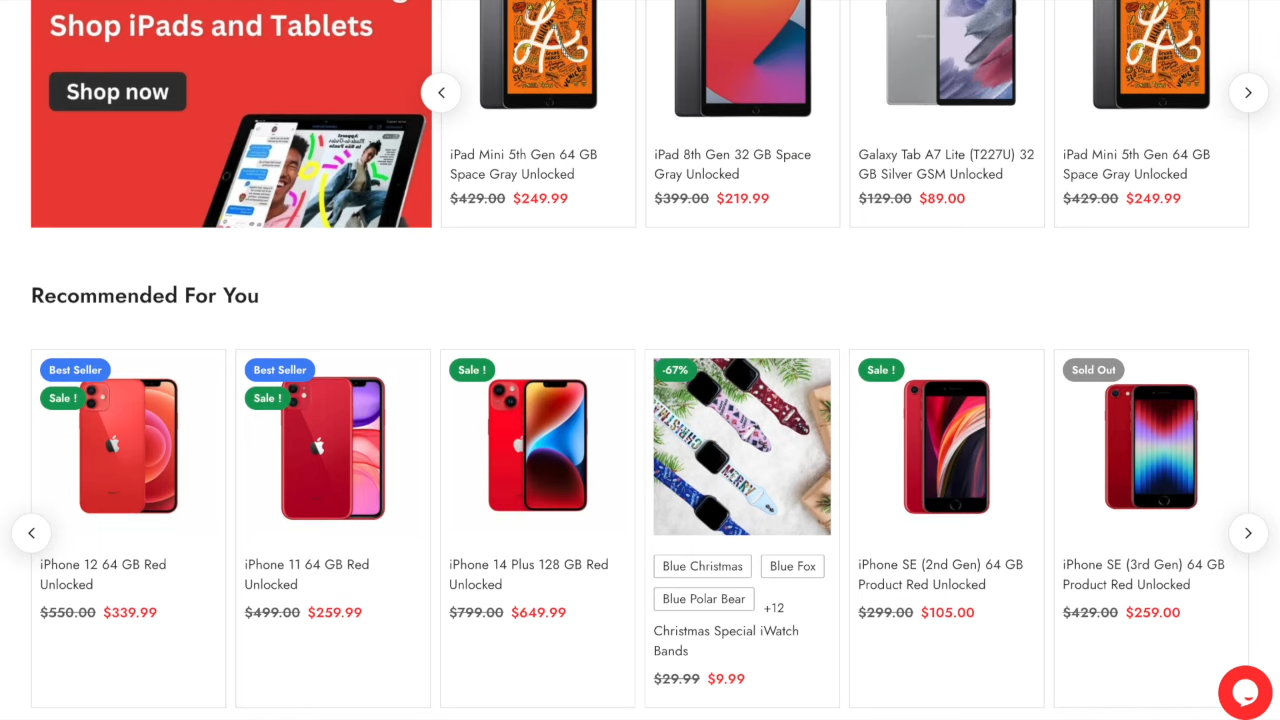 Shop iPads and Tablets
Shop now
iPad Mini 5th Gen 64 GB
Space Gray Unlocked
$429.00 $249.99
iPad 8th Gen 32 GB Space
Gray Unlocked
$399.00 $219.99
Galaxy Tab A7 Lite (T227U) 32
GB Silver GSM Unlocked
$129.00 $89.00
iPad Mini 5th Gen 64 GB
Space Gray Unlocked
$429.00 $249.99
Recommended For You
Best Seller
Sale !
iPhone 12 64 GB Red
Unlocked
$550.00 $339.99
Best Seller
Sale !
iPhone 11 64 GB Red
Unlocked
$499.00 $259.99
Sale !
iPhone 14 Plus 128 GB Red
Unlocked
$799.00 $649.99
-67%
CHRISTMAS
MERRY
Blue Christmas
Blue Fox
Blue Polar Bear
+12
Christmas Special iWatch
Bands
$29.99 $9.99
Sale !
iPhone SE (2nd Gen) 64 GB
Product Red Unlocked
$299.00 $105.00
Sold Out
iPhone SE (3rd Gen) 64 GB
Product Red Unlocked
$429.00 $259.00